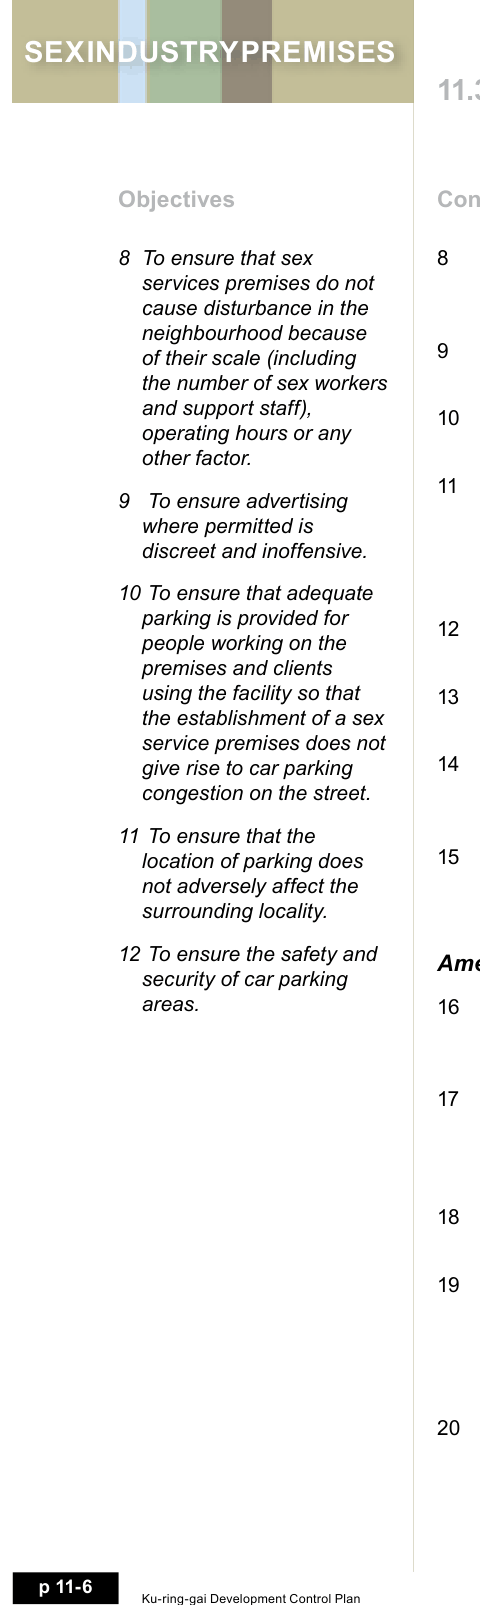 SEXINDUSTRYPREMISES
Objectives
8 To ensure that sex
services premises do not
cause disturbance in the
neighbourhood because
of their scale (including
the number of sex workers
and support staff),
operating hours or any
other factor.
9 To ensure advertising
where permitted is
discreet and inoffensive.
10 To ensure that adequate
parking is provided for
people working on the
premises and clients
using the facility so that
the establishment of a sex
service premises does not
give rise to car parking
congestion on the street.
11 To ensure that the
location of parking does
not adversely affect the
surrounding locality.
12 To ensure the safety and
security of car parking
areas.
11.3
Con
8
9
10
11
12
13
14
15
Ame
16
17
18
19
20
p 11-6
Ku-ring-gai Development Control Plan